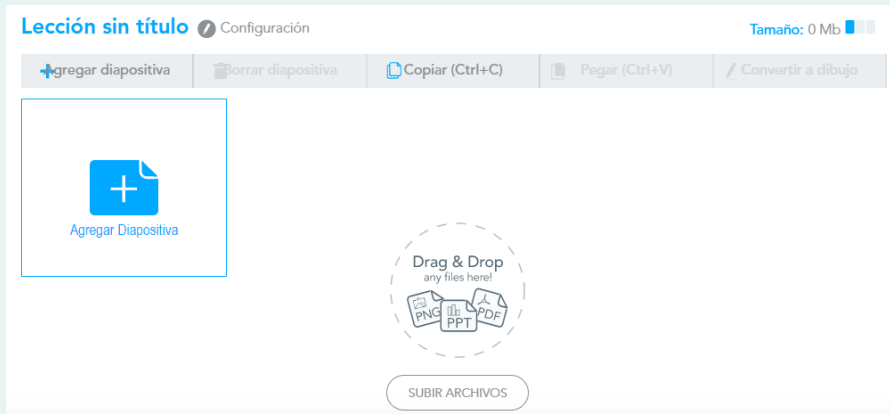 Lección sin título Configuración
Tamaño: 0 Mb
Agregar diapositiva Borrar diapositiva Copiar (Ctrl+C) Pegar (Ctrl+V) Convertir a dibujo
Agregar Diapositiva
Drag & Drop
any files here!
PNG PPT PDF
SUBIR ARCHIVOS